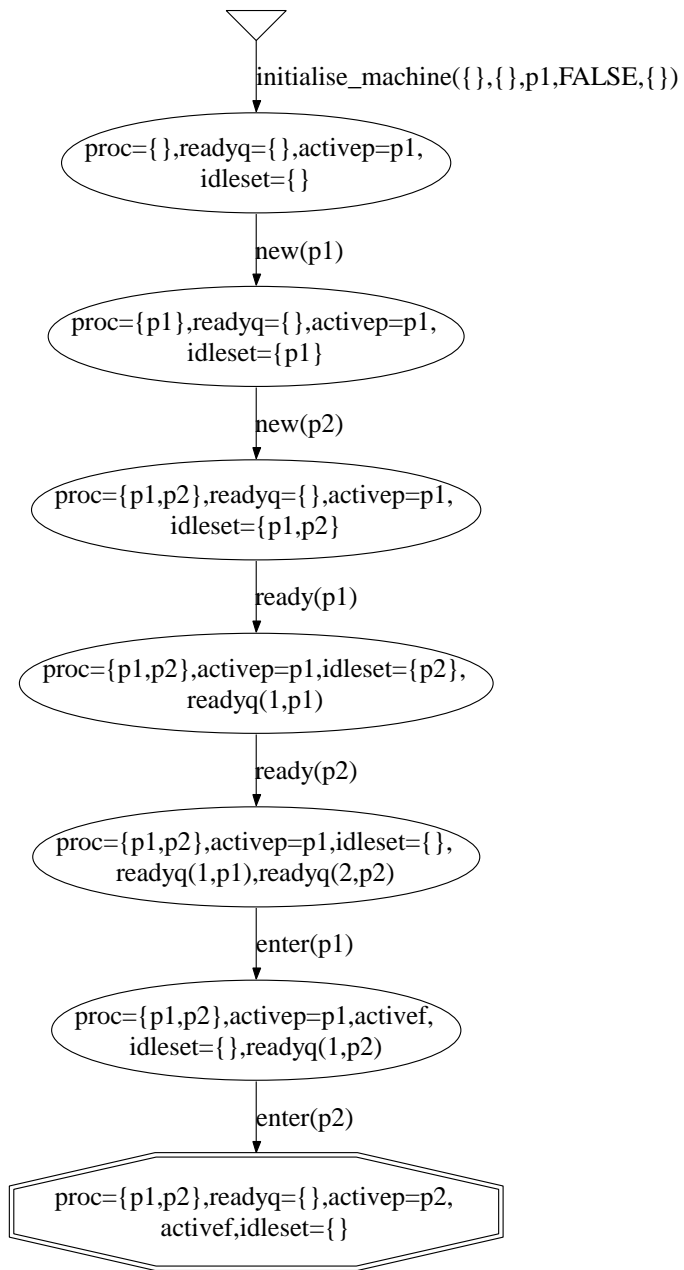 initialise_machine({},{},p1,FALSE,{})
proc={},readyq={},activep=p1,
idleset={}
new(p1)
proc={p1},readyq={},activep=p1,
idleset={p1}
new(p2)
proc={p1,p2},readyq={},activep=p1,
idleset={p1,p2}
ready(p1)
proc={p1,p2},activep=p1,idleset={p2},
readyq(1,p1)
ready(p2)
proc={p1,p2},activep=p1,idleset={},
readyq(1,p1),readyq(2,p2)
enter(p1)
proc={p1,p2},activep=p1,activef,
idleset={},readyq(1,p2)
enter(p2)
proc={p1,p2},readyq={},activep=p2,
activef,idleset={}